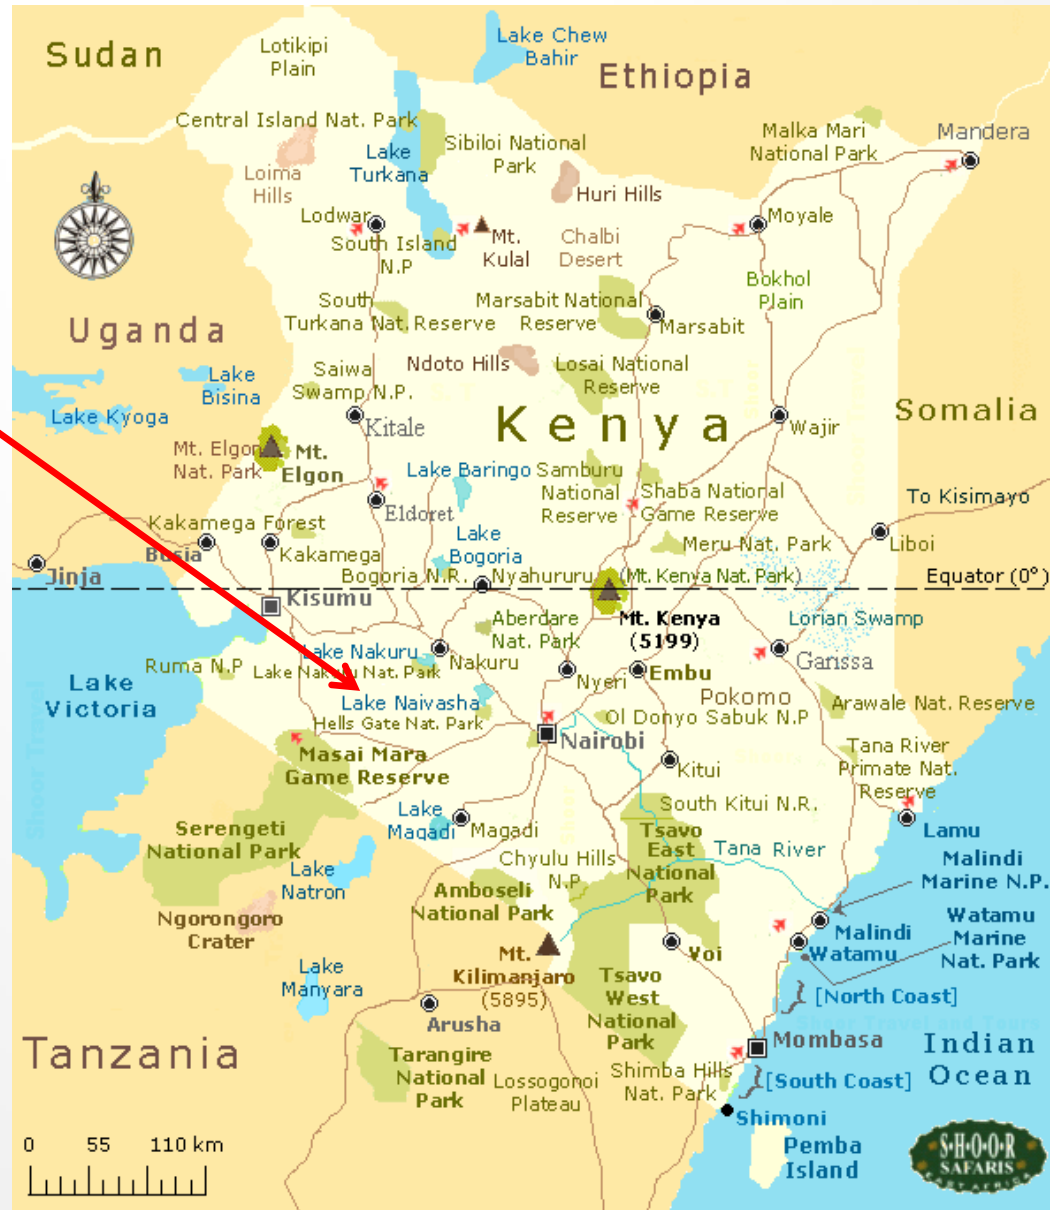 Sudan
Lotikipi
Plain
Lake Chew
Bahir
Ethiopia
Central Island Nat. Park
Malka Mari
National Park
Mandera
Sibiloi National
Park
Lake
Turkana
Loima
Hills
Huri Hills
Lodwar
South Island
N.P
Mt.
Kulal
Chalbi
Desert
Moyale
Bokhol
Plain
Uganda
South
Turkana Nat. Reserve
Marsabit National
Reserve
Marsabit
Ndoto Hills
Losai National
Reserve
Lake
Bisina
Saiwa
Swamp N.P.
Lake Kyoga
Kitale
Kenya
Wajir
Somalia
Mt. Elgon
Nat. Park
Mt.
Elgon
Lake Baringo
Samburu
National
Reserve
Shaba National
Game Reserve
To Kisimayo
Eldoret
Kakamega Forest
Busia
Kakamega
Lake
Bogoria
Meru Nat. Park
Liboi
Jinja
Bogoria N.R.
Nyahururu
(Mt. Kenya Nat. Park)
Equator (0°)
Kisumu
Aberdare
Nat. Park
Mt. Kenya
(5199)
Lorian Swamp
Lake Nakuru
Nakuru
Garissa
Ruma N.P
Lake Nakuru Nat. Park
Nyeri
Embu
Lake
Victoria
Lake Naivasha
Pokomo
Arawale Nat. Reserve
Hells Gate Nat. Park
Ol Donyo Sabuk N.P
Nairobi
Masai Mara
Game Reserve
Kitui
Tana River
Primate Nat.
Reserve
Shoor Travel
Lake
Magadi
Magadi
South Kitui N.R.
Lamu
Serengeti
National Park
Tsavo
East
National
Park
Tana River
Malindi
Marine N.P.
Lake
Natron
Chyulu Hills
N.P
Amboseli
National Park
Ngorongoro
Crater
Malindi
Watamu
Watamu
Marine
Nat. Park
Voi
Mt.
Kilimanjaro
(5895)
Lake
Manyara
Tsavo
West
National
Park
[North Coast]
Arusha
Shoor Travel and Tours
Tanzania
Mombasa
Indian
Ocean
Tarangire
National
Park
Lossogonoi
Plateau
Shimba Hills
Nat. Park
[South Coast]
Shimoni
Pemba
Island
0 55 110 km
S·H·O·O·R
SAFARIS
EAST AFRICA